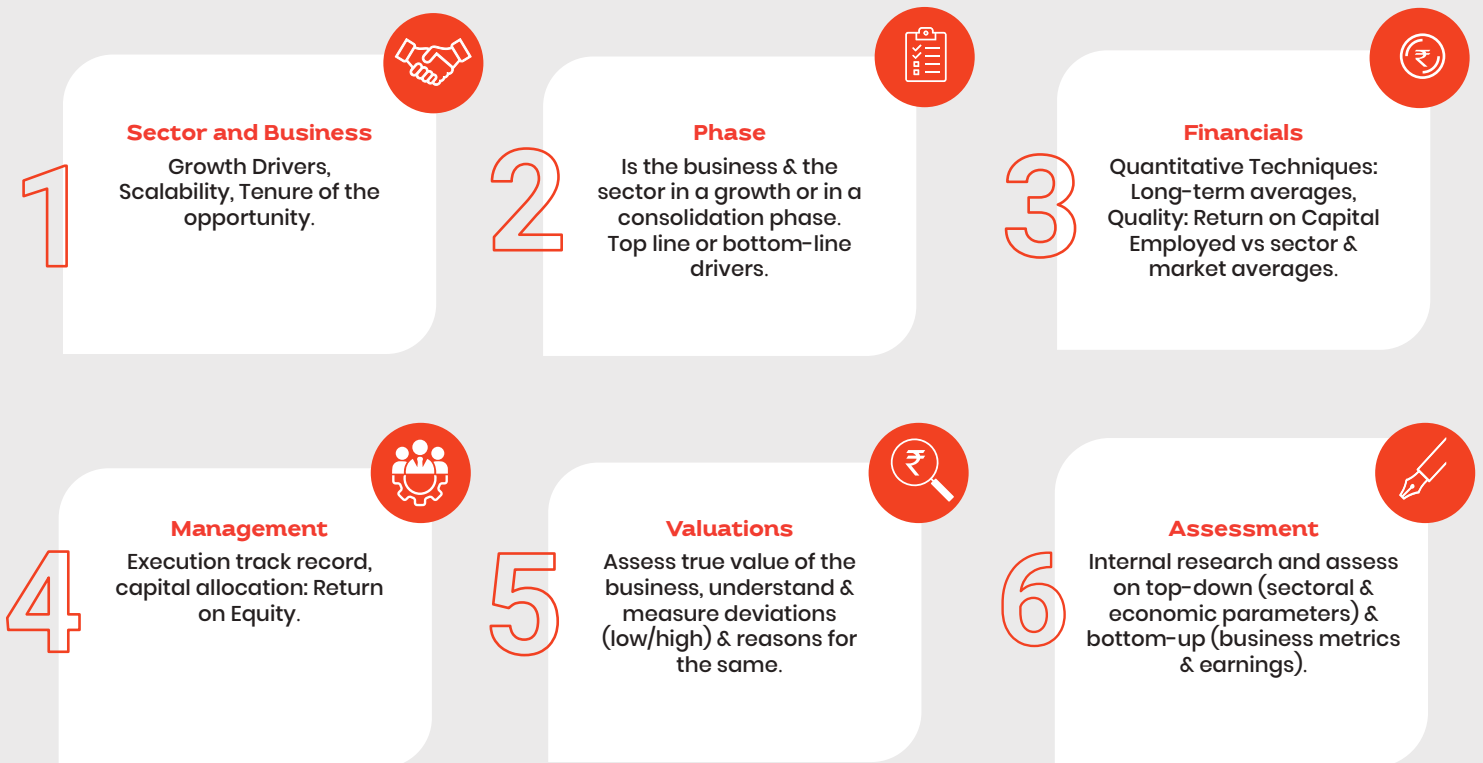 1
Sector and Business
Growth Drivers,
Scalability, Tenure of the
opportunity.
2
Phase
Is the business & the
sector in a growth or in a
consolidation phase.
Top line or bottom-line
drivers.
3
Financials
Quantitative Techniques:
Long-term averages,
Quality: Return on Capital
Employed vs sector &
market averages.
₹
4
Management
Execution track record,
capital allocation: Return
on Equity.
5
Valuations
Assess true value of the
business, understand &
measure deviations
(low/high) & reasons for
the same.
₹
6
Assessment
Internal research and assess
on top-down (sectoral &
economic parameters) &
bottom-up (business metrics
& earnings).